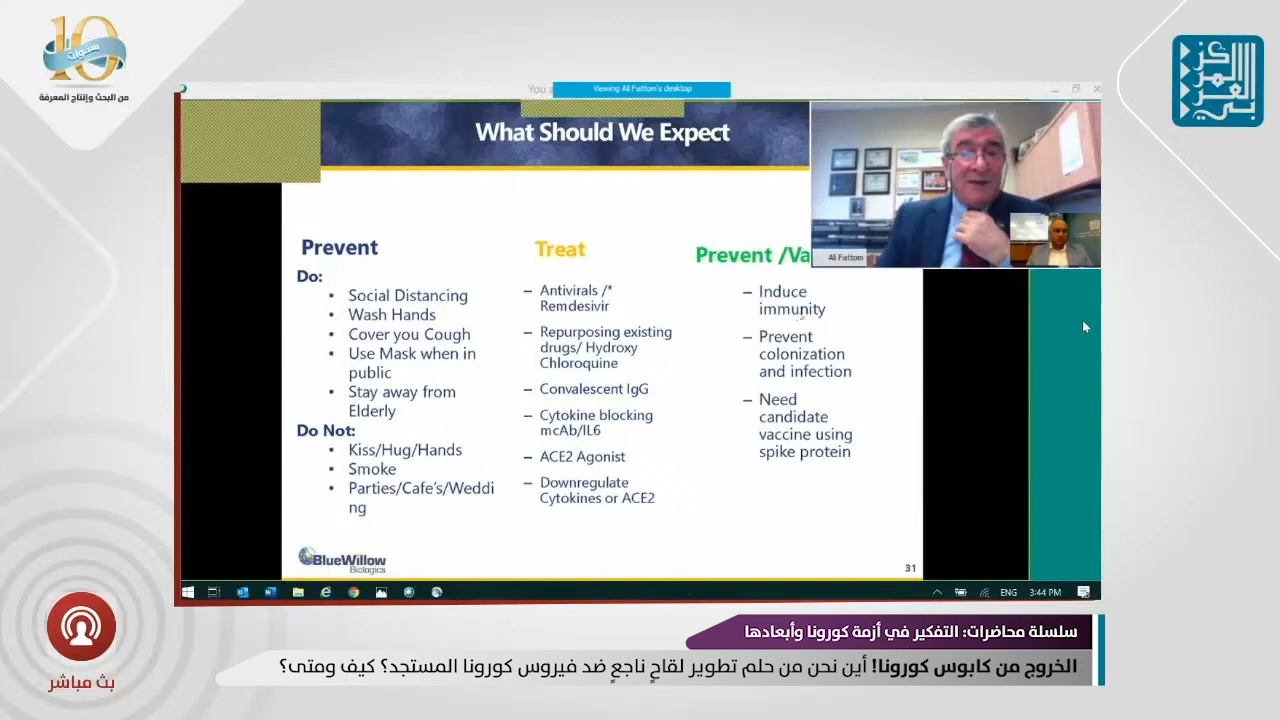 10
سنوات
من البحث وإنتاج المعرفة
المركز العربي
You a
Viewing Ali Fattom's desktop
What Should We Expect
Prevent
Do:
• Social Distancing
• Wash Hands
• Cover you Cough
• Use Mask when in
public
• Stay away from
Elderly
Do Not:
• Kiss/Hug/Hands
• Smoke
• Parties/Cafe's/Weddi
ng
Treat
– Antivirals /*
Remdesivir
– Repurposing existing
drugs/ Hydroxy
Chloroquine
– Convalescent IgG
– Cytokine blocking
mcAb/IL6
– ACE2 Agonist
– Downregulate
Cytokines or ACE2
Prevent /Va
– Induce
immunity
– Prevent
colonization
and infection
– Need
candidate
vaccine using
spike protein
Ali Fattom
BlueWillow
Biologics
31
ENG
3:44 PM
سلسلة محاضرات: التفكير في أزمة كورونا وأبعادها
الخروج من كابوس كورونا! أين نحن من حلم تطوير لقاحٍ ناجعٍ ضد فيروس كورونا المستجد؟ كيف ومتى؟
بث مباشر